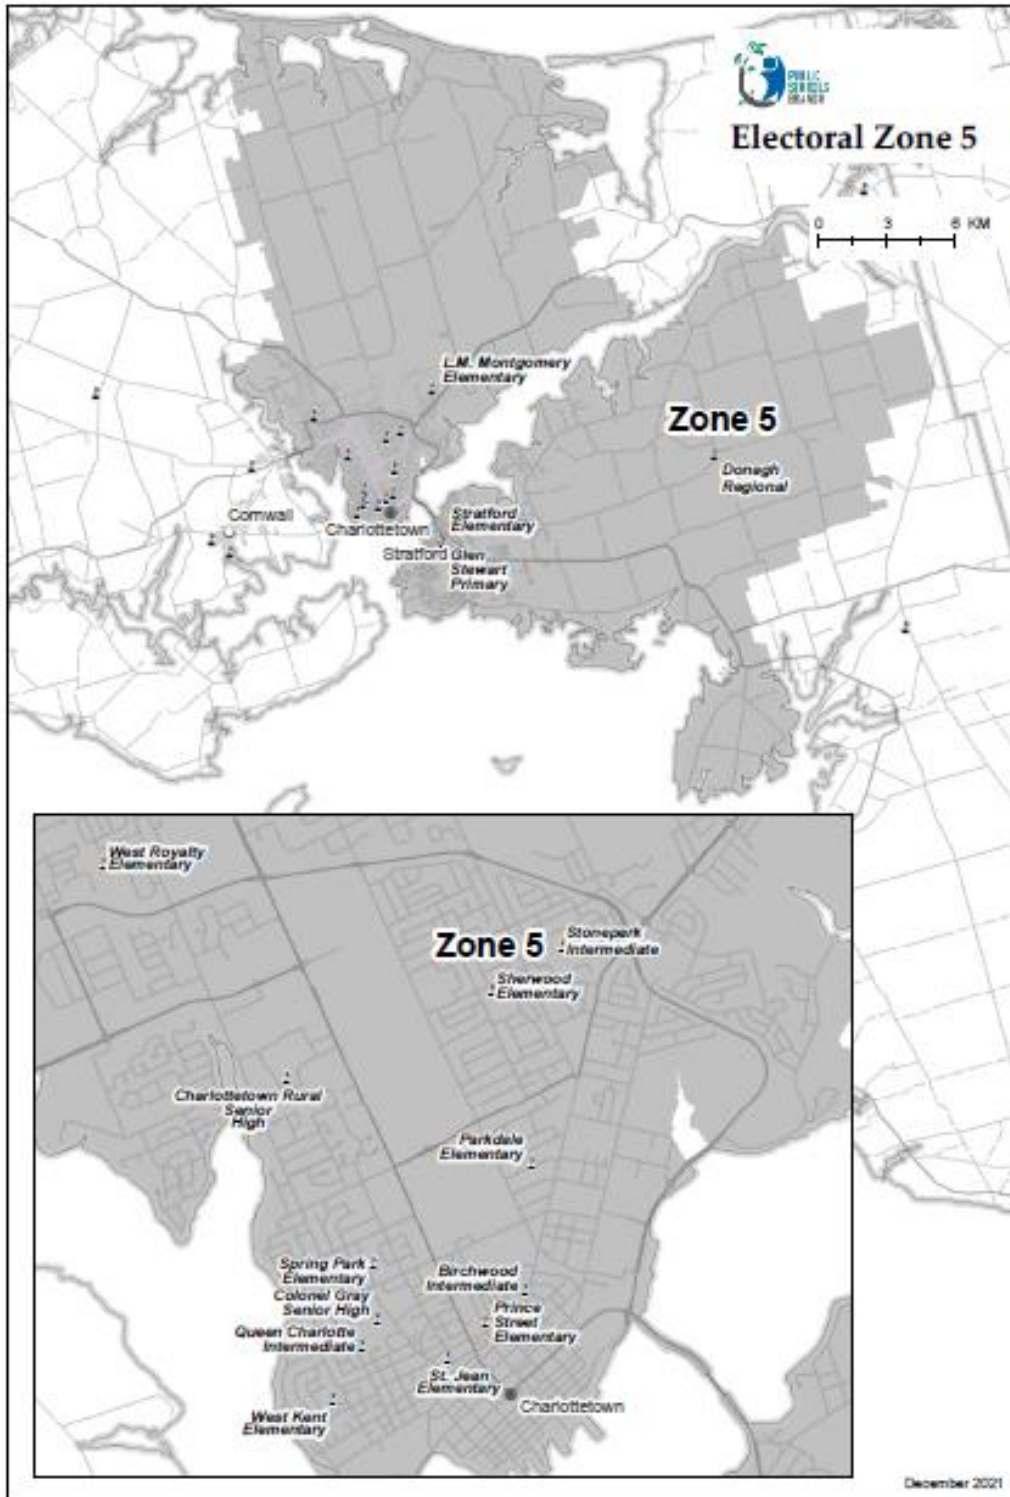 PUBLIC
SCHOOLS
BRANCH
Electoral Zone 5
0 3 6 KM
L.M. Montgomery
Elementary
Zone 5
Donagh
Regional
Cornwall
Charlottetown
Stratford
Elementary
Stratford
Glen
Stewart
Primary
West Royalty
Elementary
Zone 5
Stonepark
Intermediate
Sherwood
Elementary
Charlottetown Rural
Senior
High
Parkdale
Elementary
Spring Park
Elementary
Colonel Gray
Senior High
Queen Charlotte
Intermediate
Birchwood
Intermediate
Prince
Street
Elementary
St. Jean
Elementary
Charlottetown
West Kent
Elementary
December 2021